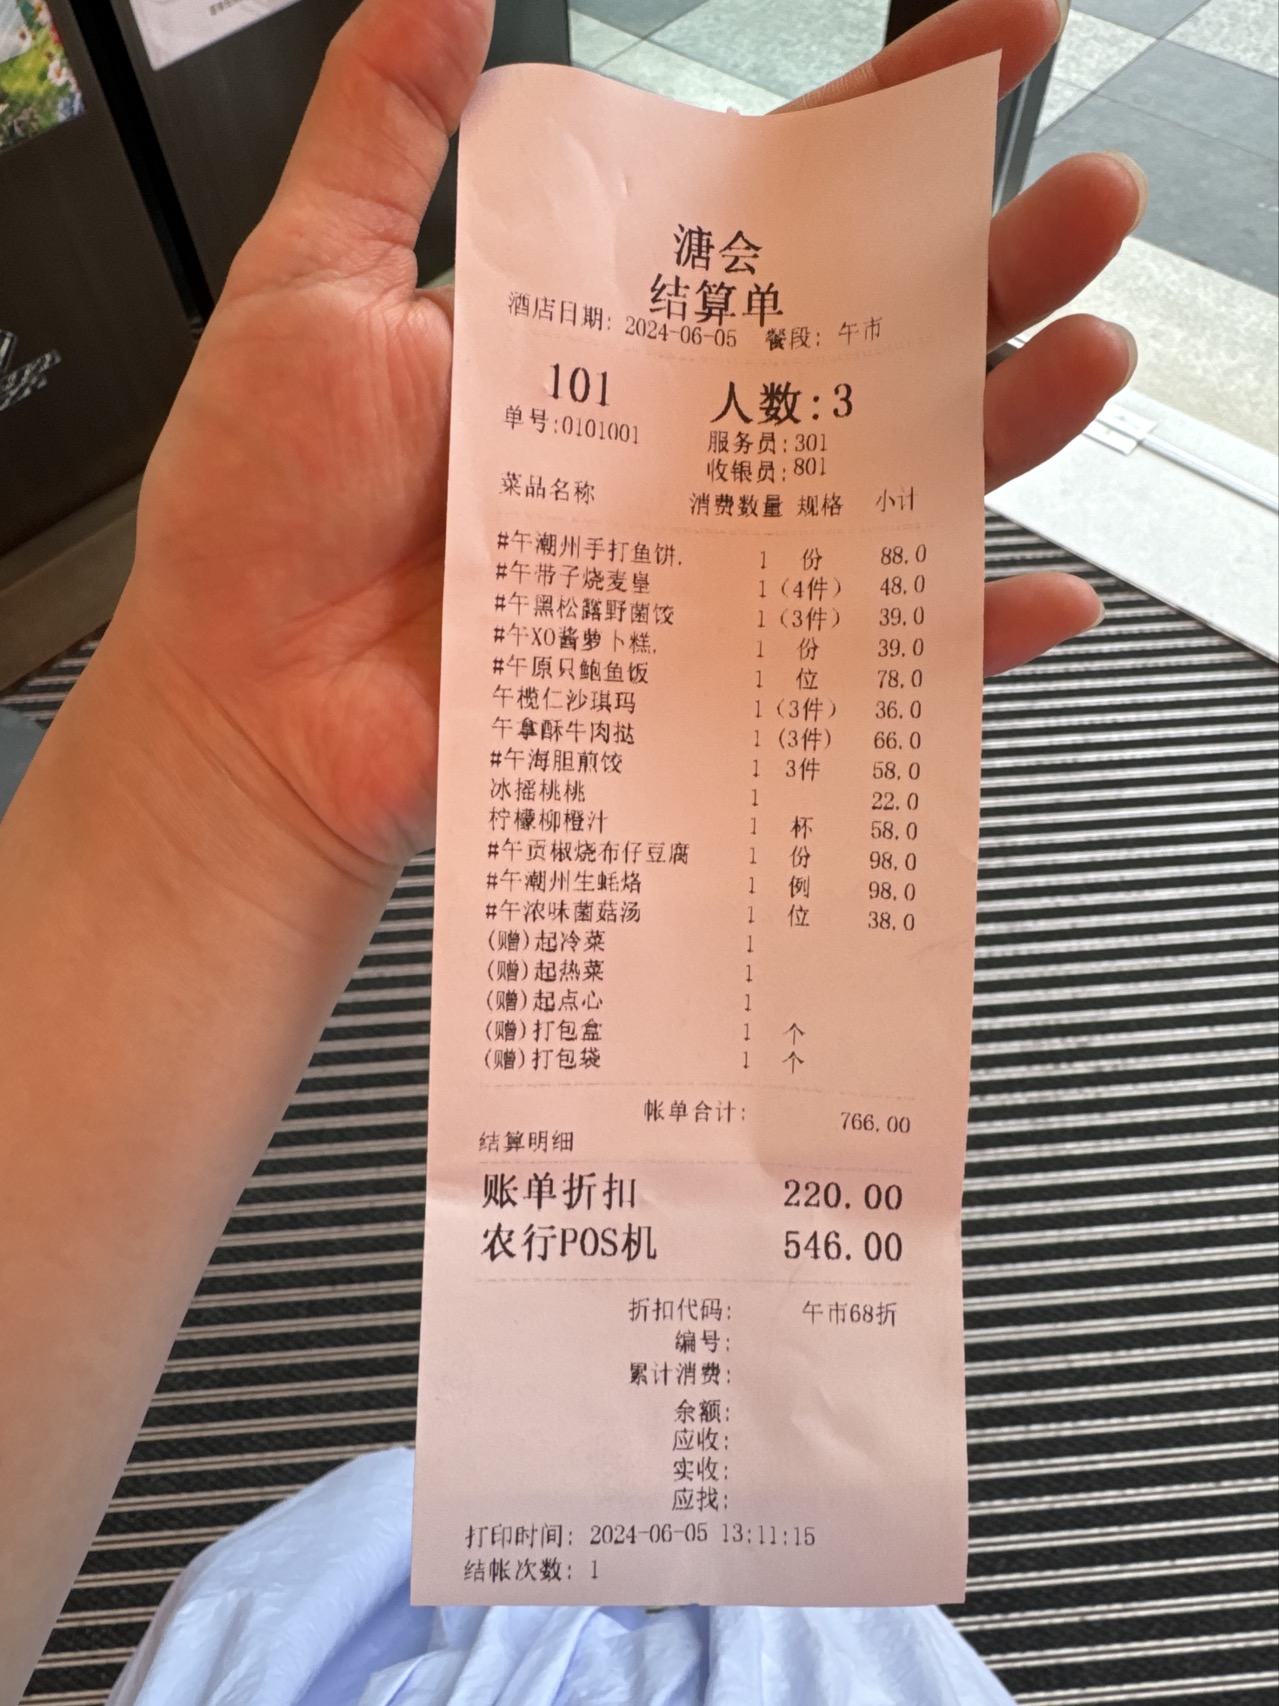 溏会
结算单
酒店日期: 2024-06-05 餐段: 午市
101 人数:3
单号:0101001
服务员:301
收银员:801
菜品名称 消费数量 规格 小计
#午潮州手打鱼饼. 1 份 88.0
#午带子烧麦皇 1 (4件) 48.0
#午黑松露野菌饺 1 (3件) 39.0
#午XO酱萝卜糕. 1 份 39.0
#午原只鲍鱼饭 1 位 78.0
午榄仁沙琪玛 1 (3件) 36.0
午拿酥牛肉挞 1 (3件) 66.0
#午海胆煎饺 1 3件 58.0
冰摇桃桃 1 22.0
柠檬柳橙汁 1 杯 58.0
#午贡椒烧布仔豆腐 1 份 98.0
#午潮州生蚝烙 1 例 98.0
#午浓味菌菇汤 1 位 38.0
(赠)起冷菜 1
(赠)起热菜 1
(赠)起点心 1
(赠)打包盒 1 个
(赠)打包袋 1 个
帐单合计: 766.00
结算明细
账单折扣 220.00
农行POS机 546.00
折扣代码: 午市68折
编号:
累计消费:
余额:
应收:
实收:
应找:
打印时间: 2024-06-05 13:11:15
结帐次数: 1